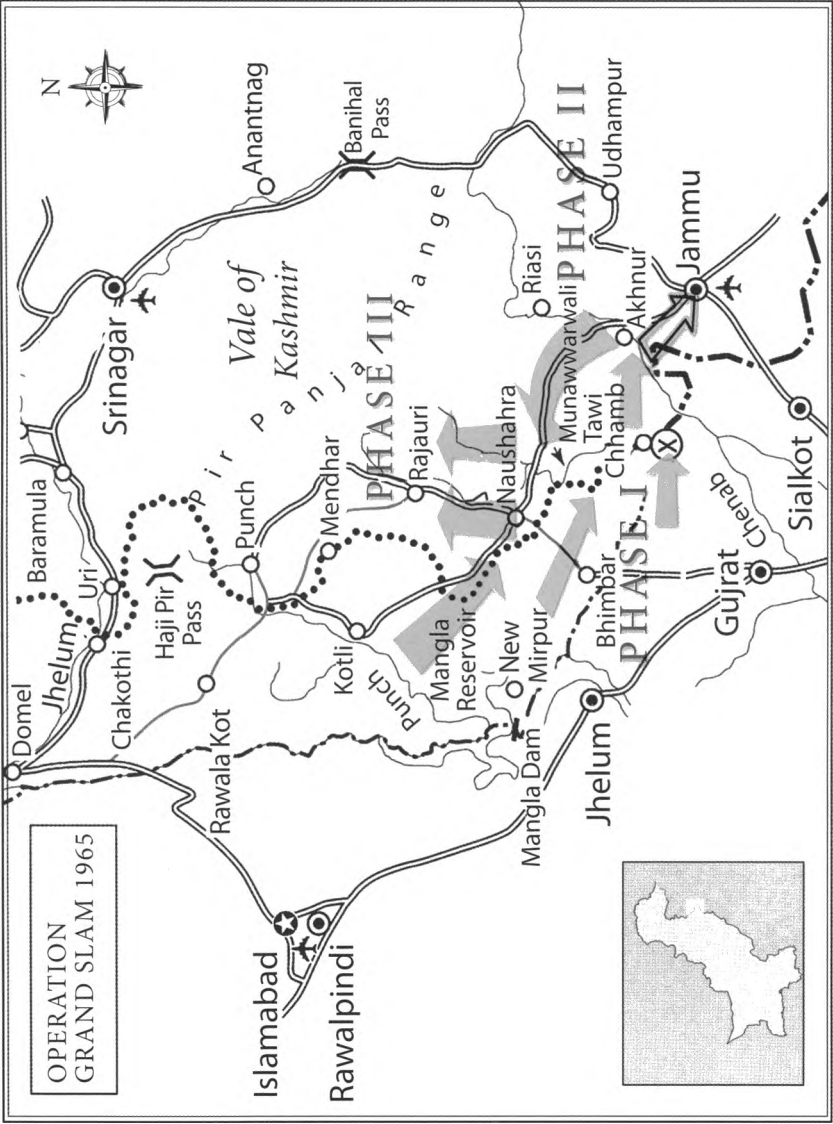 OPERATION
GRAND SLAM 1965
N
Domel
Jhelum
Baramula
Uri
Chakothi
Haji Pir
Pass
Srinagar
Anantnag
Banihal
Pass
Vale of
Kashmir
Pir Panjal Range
Rawala Kot
Punch
Mendhar
Kotli
PHASE III
Rajauri
Punch
Islamabad
Rawalpindi
Mangla
Reservoir
New
Mirpur
Mangla Dam
Naushahra
Riasi
PHASE II
Udhampur
Munawwarwali
Tawi
Chhamb
Akhnur
Jammu
Bhimbar
PHASE I
X
Jhelum
Gujrat
Chenab
Sialkot